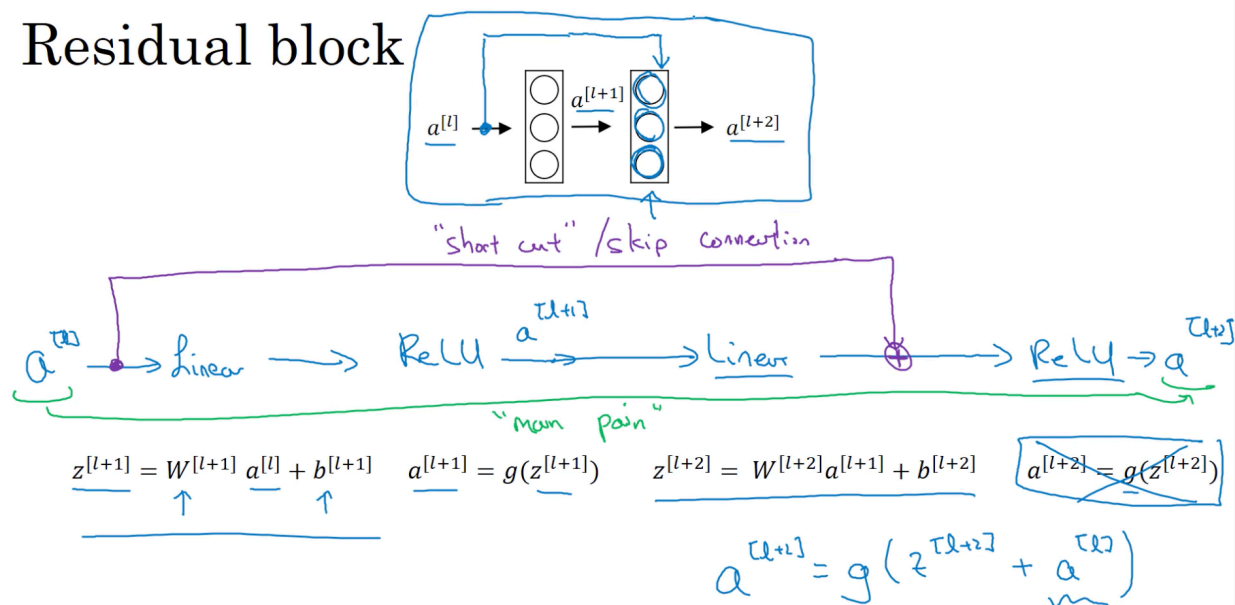 Residual block
a^[l] a^[l+1] a^[l+2]
"short cut" / skip connection
a^[l] → Linear → ReLU a^[l+1] → Linear → ReLU → a^[l+2]
"main path"
z^[l+1] = W^[l+1] a^[l] + b^[l+1] a^[l+1] = g(z^[l+1]) z^[l+2] = W^[l+2] a^[l+1] + b^[l+2] a^[l+2] = g(z^[l+2])
a^[l+2] = g(z^[l+2] + a^[l])